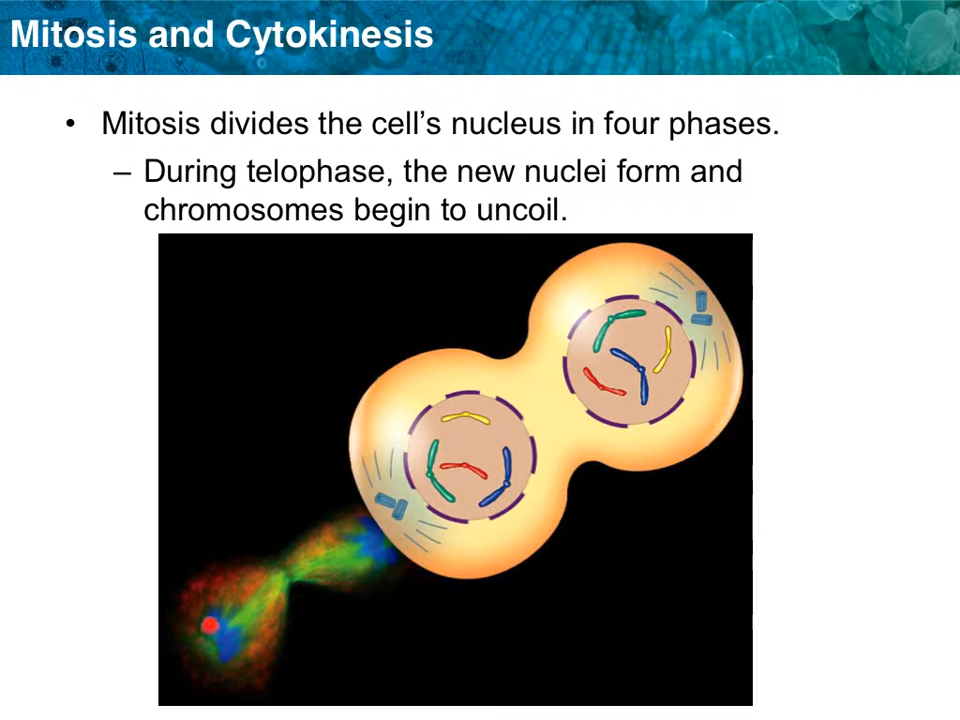 Mitosis and Cytokinesis
• Mitosis divides the cell’s nucleus in four phases.
– During telophase, the new nuclei form and
chromosomes begin to uncoil.